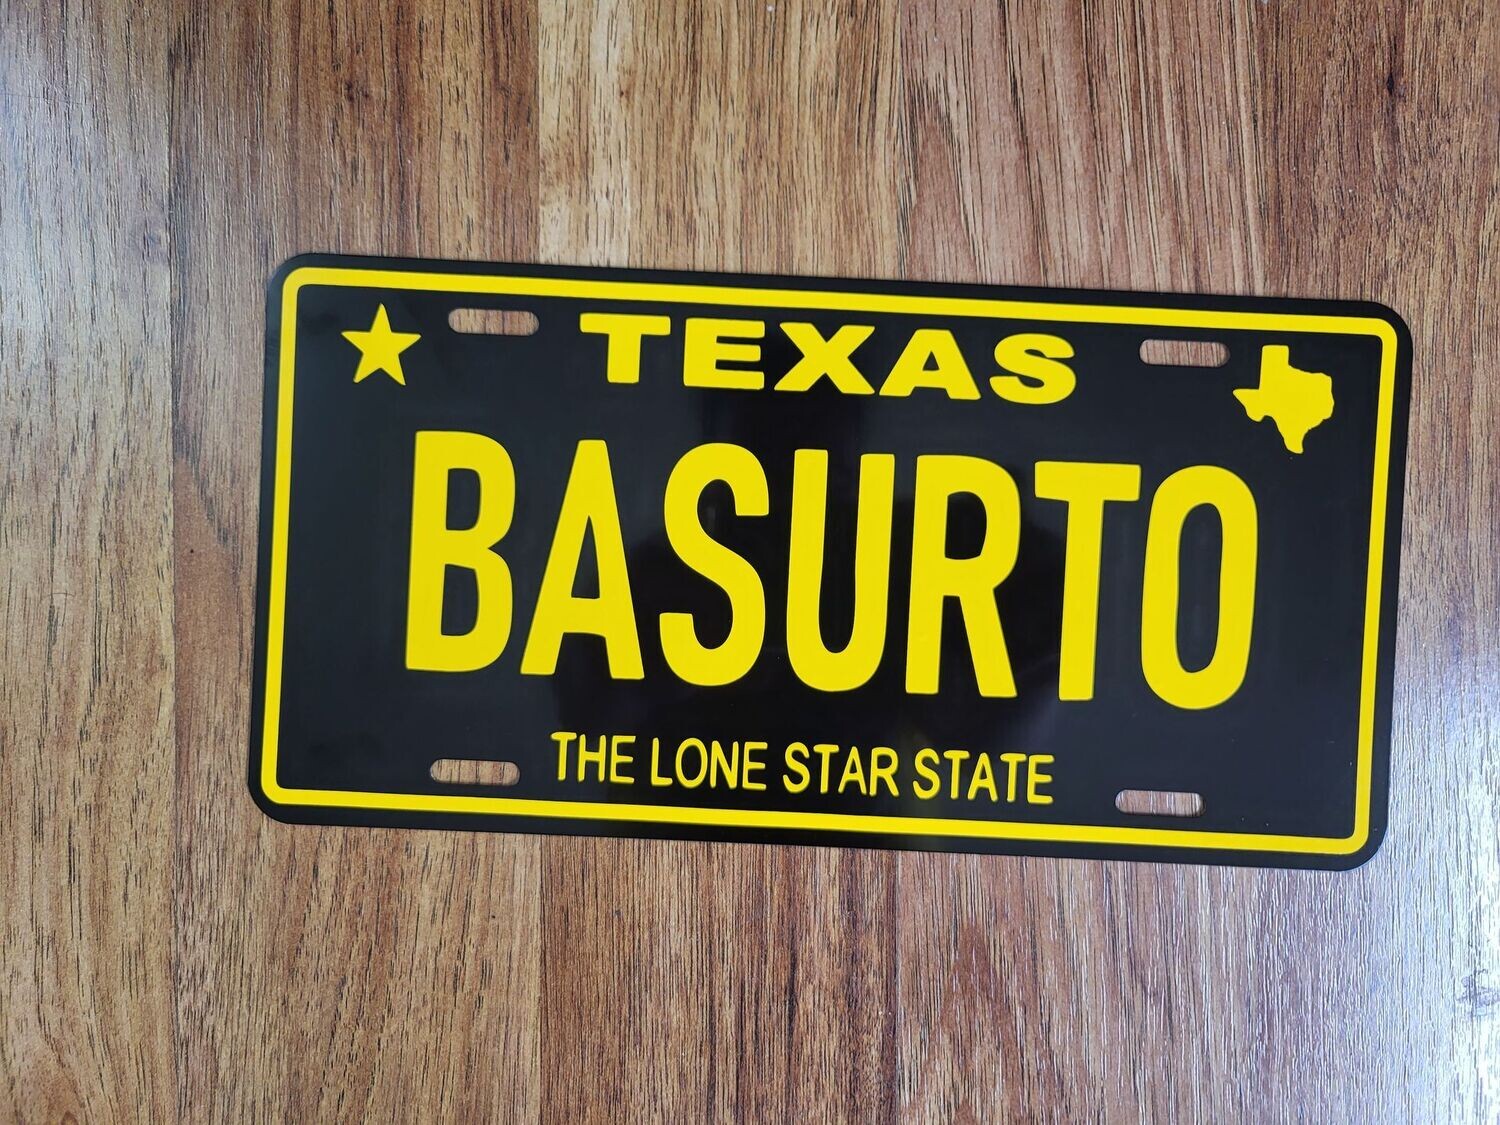 TEXAS
BASURTO
THE LONE STAR STATE